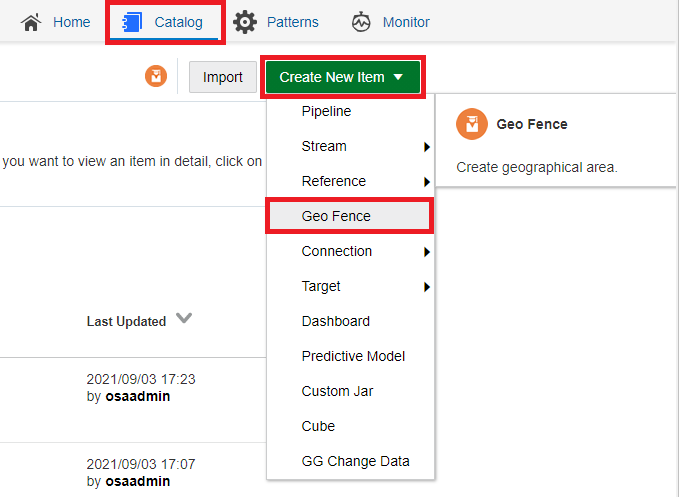 Home
Catalog
Patterns
Monitor
Import
Create New Item
Pipeline
Geo Fence
Stream
you want to view an item in detail, click on
Create geographical area.
Reference
Geo Fence
Connection
Target
Last Updated
Dashboard
Predictive Model
2021/09/03 17:23
by osaadmin
Custom Jar
Cube
2021/09/03 17:07
GG Change Data
by osaadmin